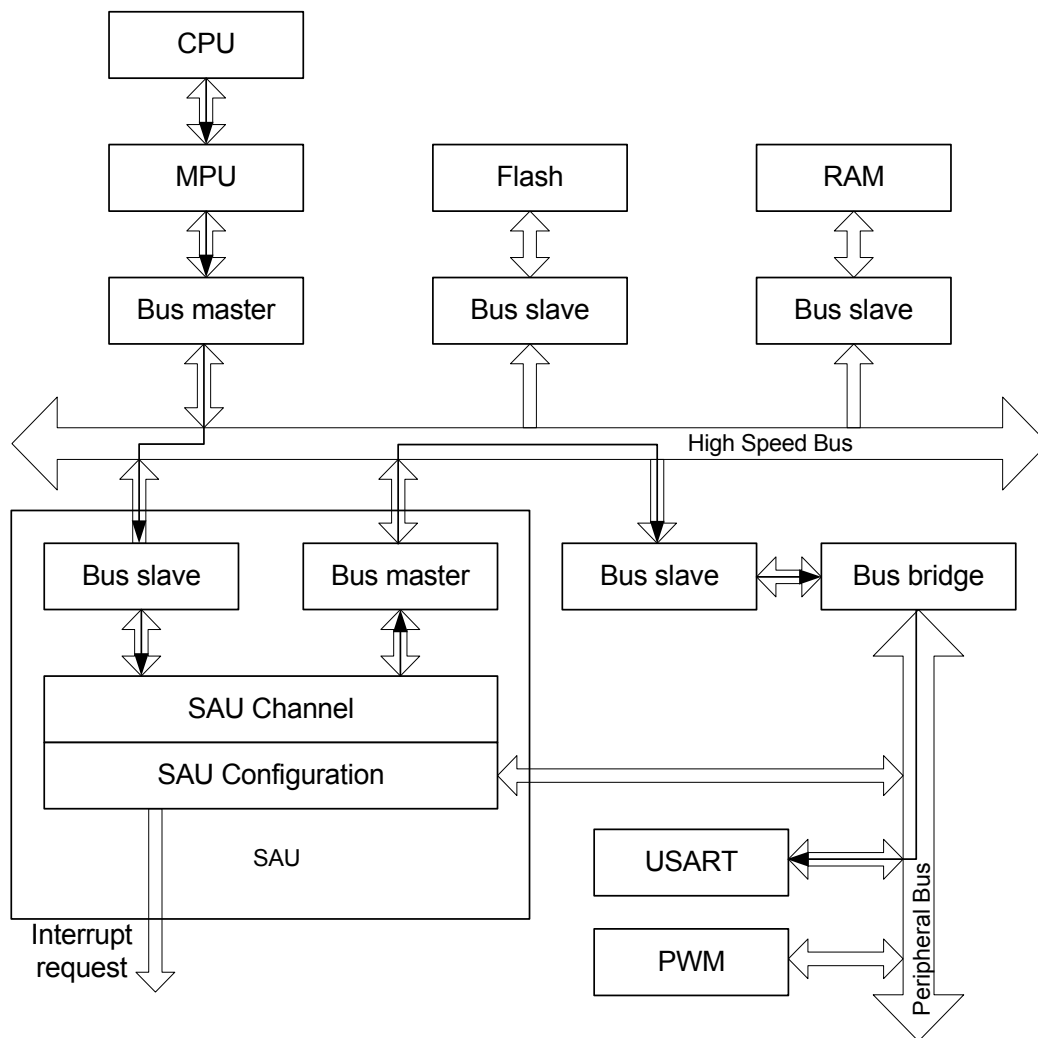 CPU
MPU
Flash
RAM
Bus master
Bus slave
Bus slave
High Speed Bus
Bus slave
Bus master
Bus slave
Bus bridge
SAU Channel
SAU Configuration
SAU
USART
PWM
Peripheral Bus
Interrupt
request